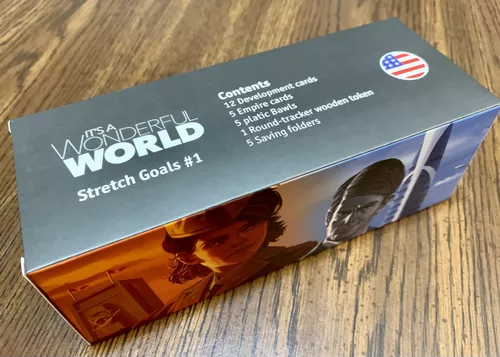 IT'S A
WONDERFUL
WORLD
Stretch Goals #1
Contents
12 Development cards
5 Empire cards
5 platic Bawls
1 Round-tracker wooden token
5 Saving folders